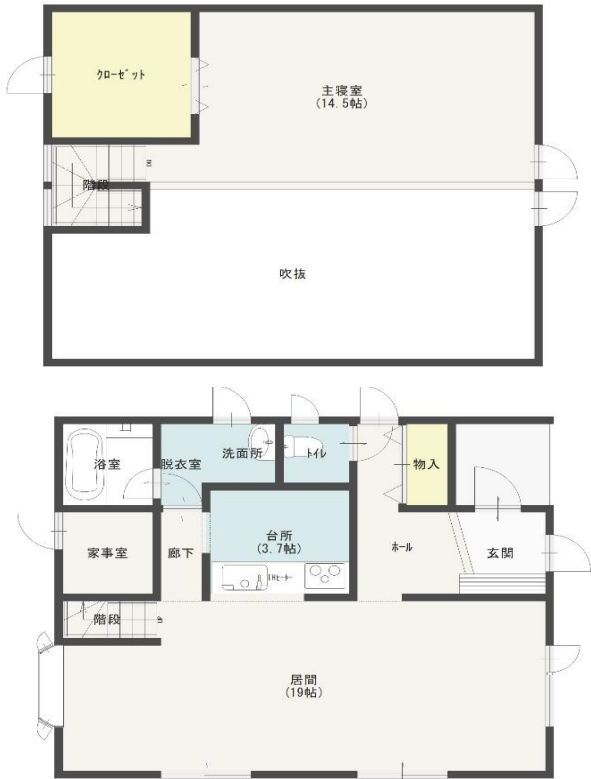 クローゼット
主寝室
(14.5帖)
階段
吹抜
浴室
脱衣室
洗面所
トイレ
物入
家事室
廊下
台所
(3.7帖)
IHヒーター
ホール
玄関
階段
居間
(19帖)